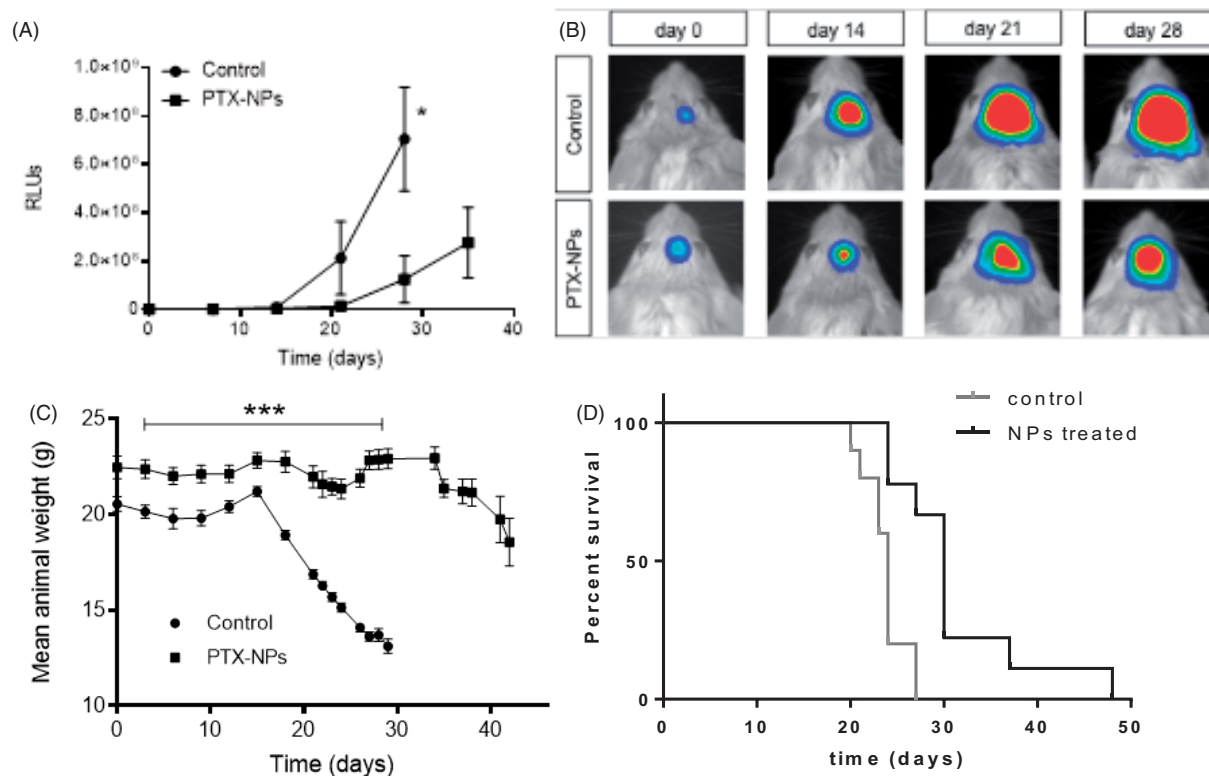 (A)
Control
PTX-NPs
*
1.0×10⁹
8.0×10⁸
6.0×10⁸
4.0×10⁸
2.0×10⁸
0
RLUs
0 10 20 30 40
Time (days)
(B)
day 0 day 14 day 21 day 28
Control
PTX-NPs
(C)
***
25
20
15
10
Mean animal weight (g)
Control
PTX-NPs
0 10 20 30 40
Time (days)
(D)
control
NPs treated
100
50
0
Percent survival
0 10 20 30 40 50
time (days)